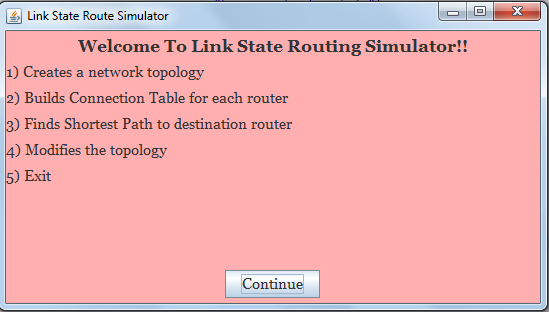 Link State Route Simulator
Welcome To Link State Routing Simulator!!
1) Creates a network topology
2) Builds Connection Table for each router
3) Finds Shortest Path to destination router
4) Modifies the topology
5) Exit
Continue